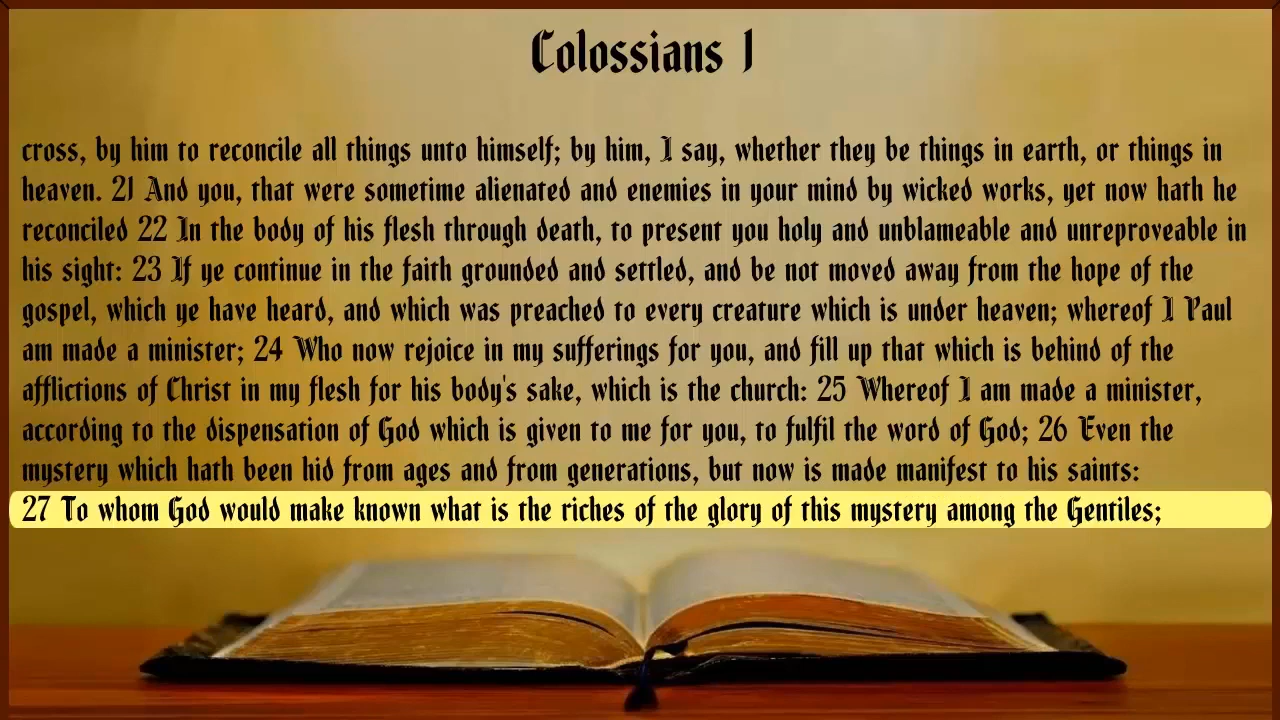 Colossians 1
cross, by him to reconcile all things unto himself; by him, I say, whether they be things in earth, or things in
heaven. 21 And you, that were sometime alienated and enemies in your mind by wicked works, yet now hath he
reconciled 22 In the body of his flesh through death, to present you holy and unblameable and unreproveable in
his sight: 23 If ye continue in the faith grounded and settled, and be not moved away from the hope of the
gospel, which ye have heard, and which was preached to every creature which is under heaven; whereof I Paul
am made a minister; 24 Who now rejoice in my sufferings for you, and fill up that which is behind of the
afflictions of Christ in my flesh for his body's sake, which is the church: 25 Whereof I am made a minister,
according to the dispensation of God which is given to me for you, to fulfil the word of God; 26 Even the
mystery which hath been hid from ages and from generations, but now is made manifest to his saints:
27 To whom God would make known what is the riches of the glory of this mystery among the Gentiles;